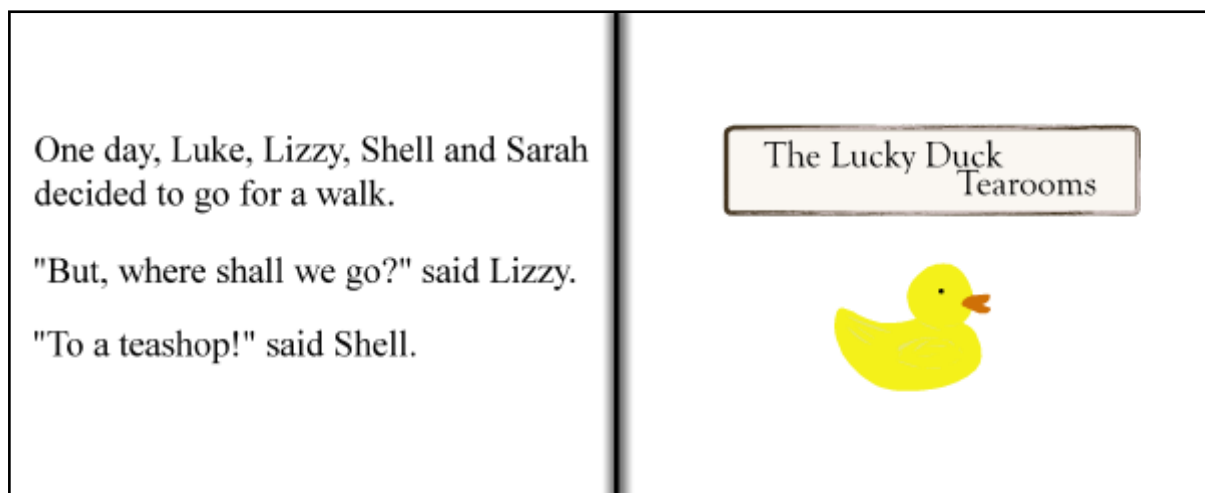 One day, Luke, Lizzy, Shell and Sarah
decided to go for a walk.
"But, where shall we go?" said Lizzy.
"To a teashop!" said Shell.
The Lucky Duck
Tearooms